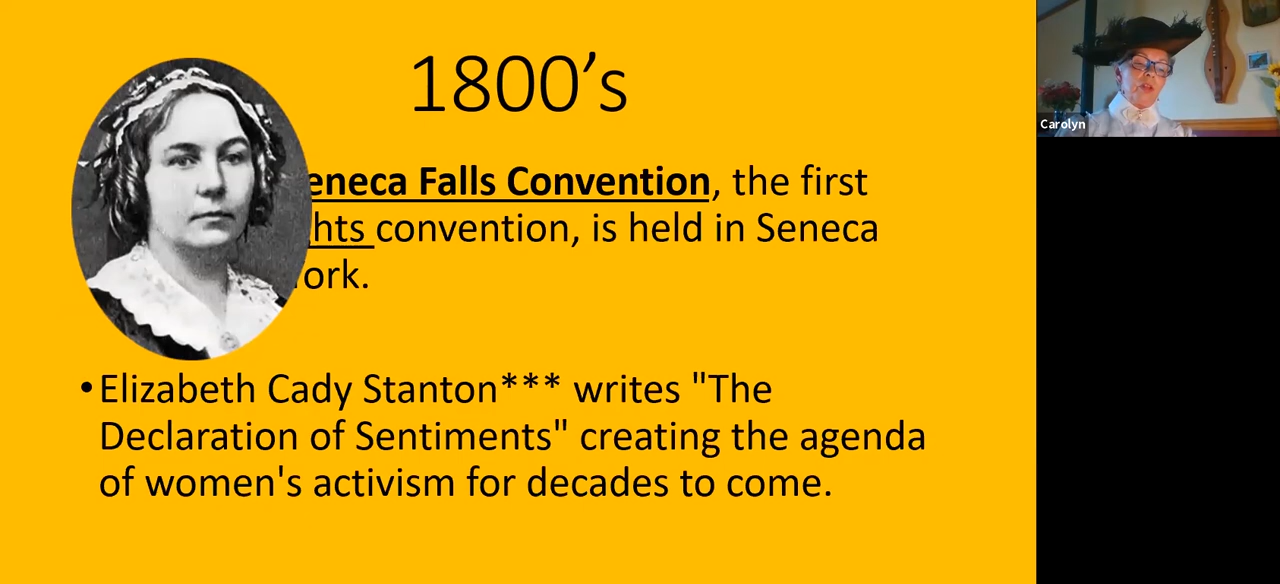 1800’s
eneca Falls Convention, the first
hts convention, is held in Seneca
ork.
•Elizabeth Cady Stanton*** writes "The
Declaration of Sentiments" creating the agenda
of women's activism for decades to come.
Carolyn